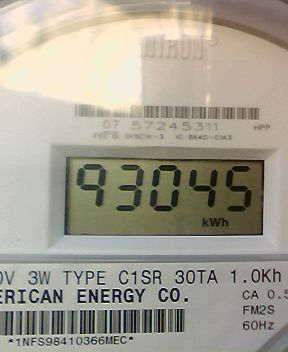 07 57245311 HPP
93045
kWh
0V 3W TYPE C1SR 30TA 1.0Kh
ERICAN ENERGY CO. CA 0.5
FM2S
60Hz
*1NFS98410366MEC*